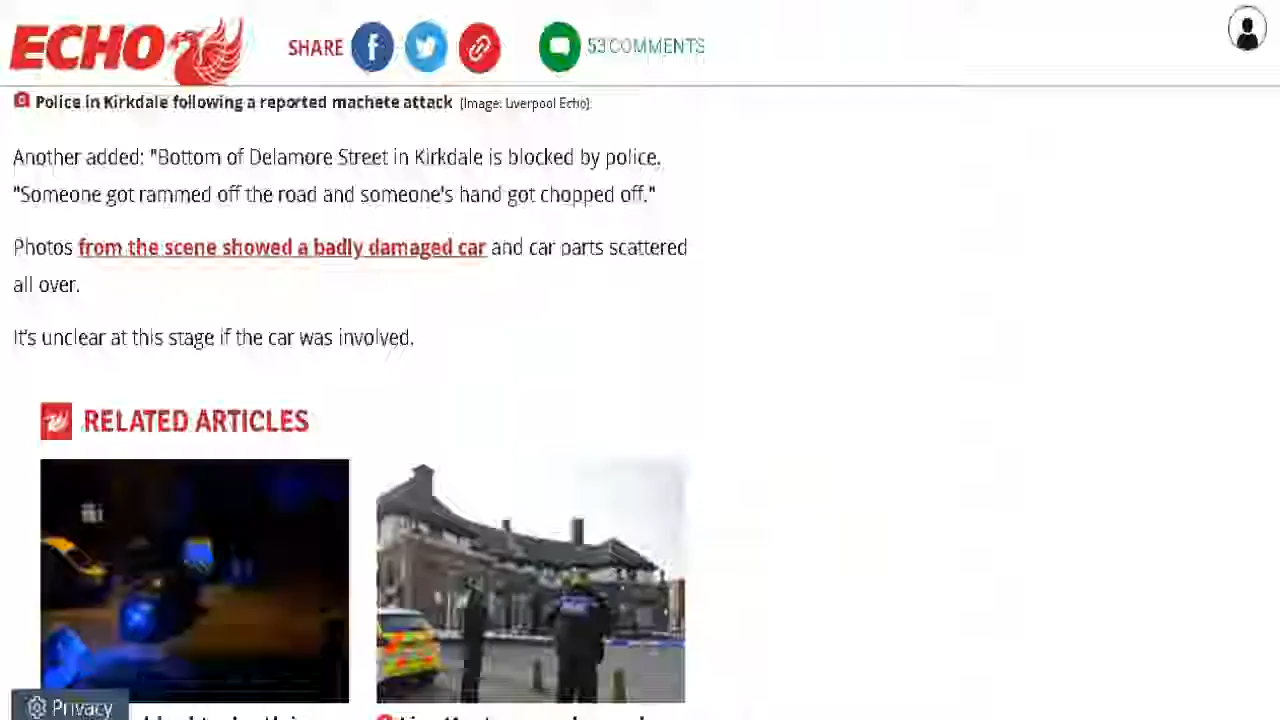 ECHO SHARE 53 COMMENTS
Police in Kirkdale following a reported machete attack (Image: Liverpool Echo)
Another added: "Bottom of Delamore Street in Kirkdale is blocked by police.
"Someone got rammed off the road and someone's hand got chopped off."
Photos from the scene showed a badly damaged car and car parts scattered
all over.
It's unclear at this stage if the car was involved.
RELATED ARTICLES
Privacy